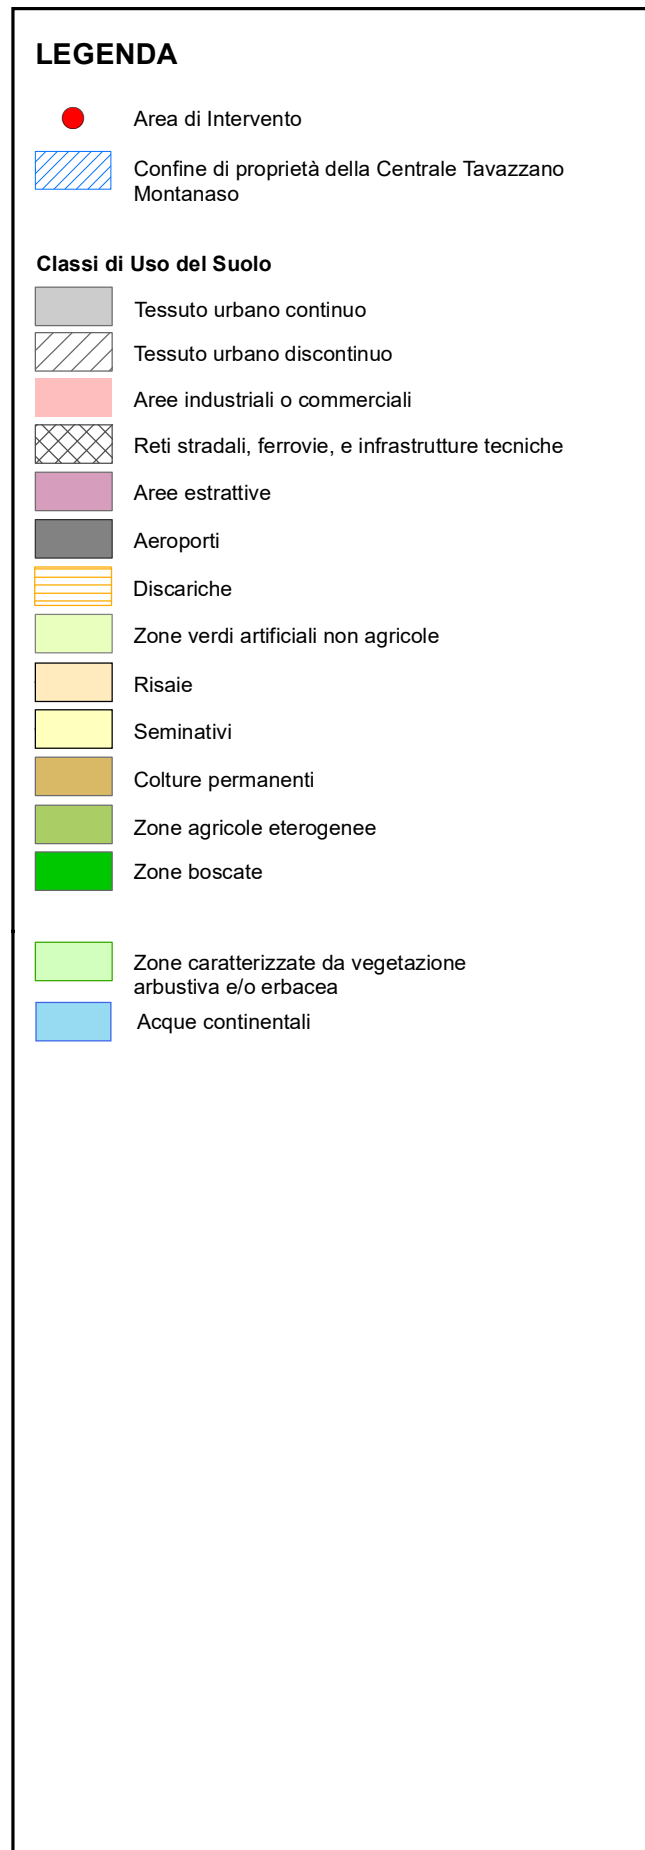 LEGENDA
Area di Intervento
Confine di proprietà della Centrale Tavazzano
Montanaso
Classi di Uso del Suolo
Tessuto urbano continuo
Tessuto urbano discontinuo
Aree industriali o commerciali
Reti stradali, ferrovie, e infrastrutture tecniche
Aree estrattive
Aeroporti
Discariche
Zone verdi artificiali non agricole
Risaie
Seminativi
Colture permanenti
Zone agricole eterogenee
Zone boscate
Zone caratterizzate da vegetazione
arbustiva e/o erbacea
Acque continentali